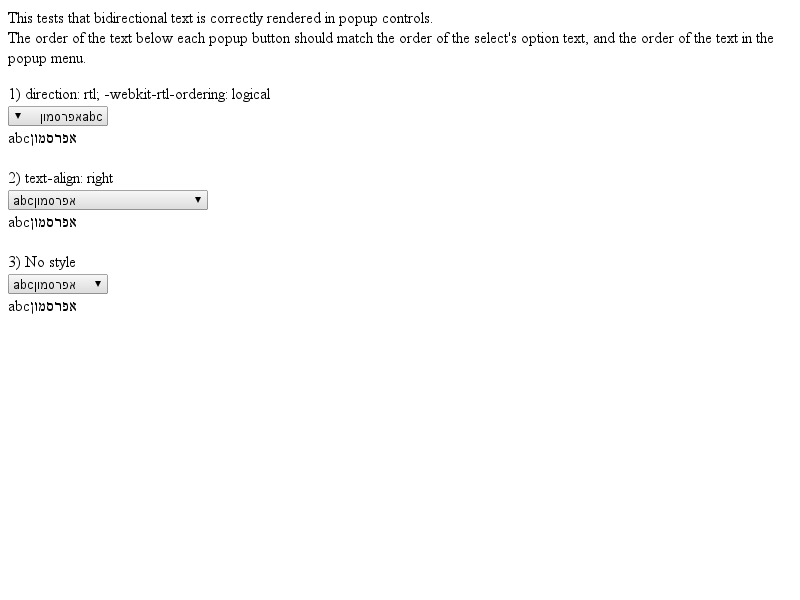 This tests that bidirectional text is correctly rendered in popup controls.
The order of the text below each popup button should match the order of the select's option text, and the order of the text in the
popup menu.
1) direction: rtl; -webkit-rtl-ordering: logical
אפרסמוןabc
abcאפרסמון
2) text-align: right
abcאפרסמון
abcאפרסמון
3) No style
abcאפרסמון
abcאפרסמון